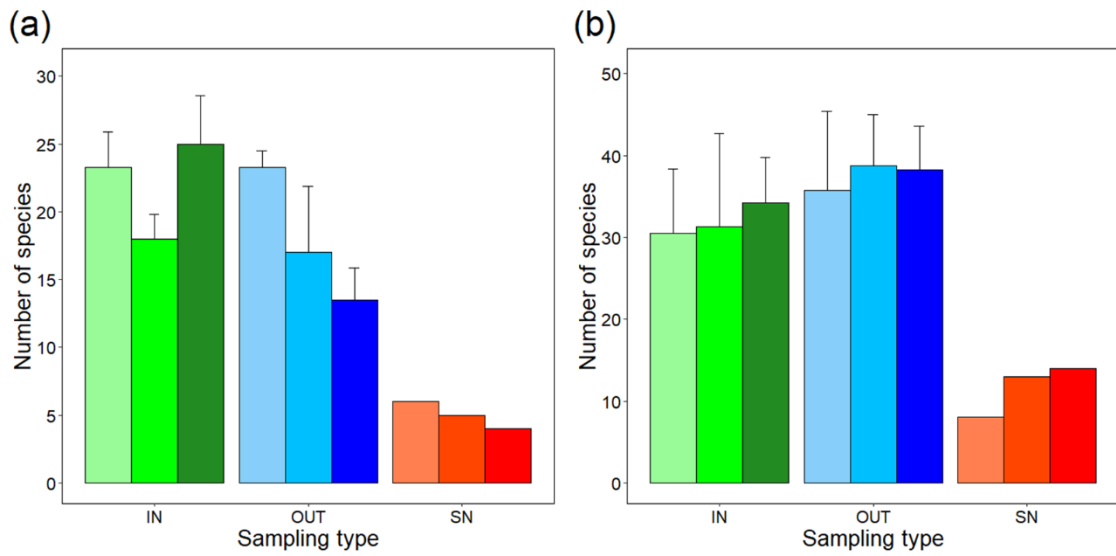 (a)
Number of species
30
25
20
15
10
5
0
IN OUT SN
Sampling type
(b)
Number of species
50
40
30
20
10
0
IN OUT SN
Sampling type